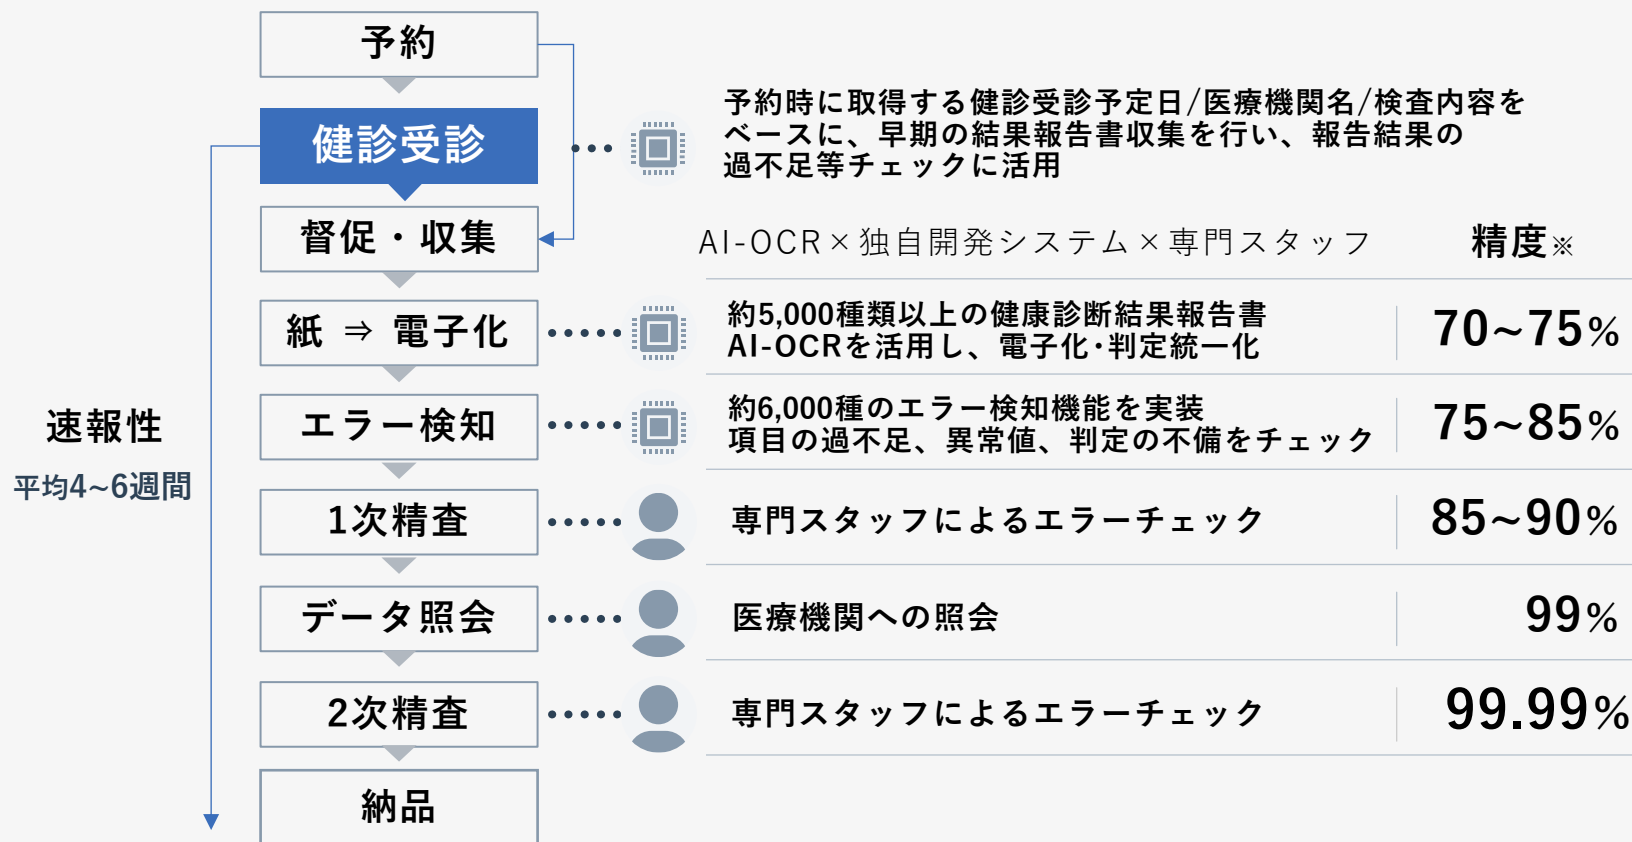 予約
健診受診
予約時に取得する健診受診予定日/医療機関名/検査内容を
ベースに、早期の結果報告書収集を行い、報告結果の
過不足等チェックに活用
督促・収集
AI-OCR×独自開発システム×専門スタッフ
精度※
紙 ⇒ 電子化
約5,000種類以上の健康診断結果報告書
AI-OCRを活用し、電子化・判定統一化
70~75%
エラー検知
約6,000種のエラー検知機能を実装
項目の過不足、異常値、判定の不備をチェック
75~85%
速報性
平均4~6週間
1次精査
専門スタッフによるエラーチェック
85~90%
データ照会
医療機関への照会
99%
2次精査
専門スタッフによるエラーチェック
99.99%
納品